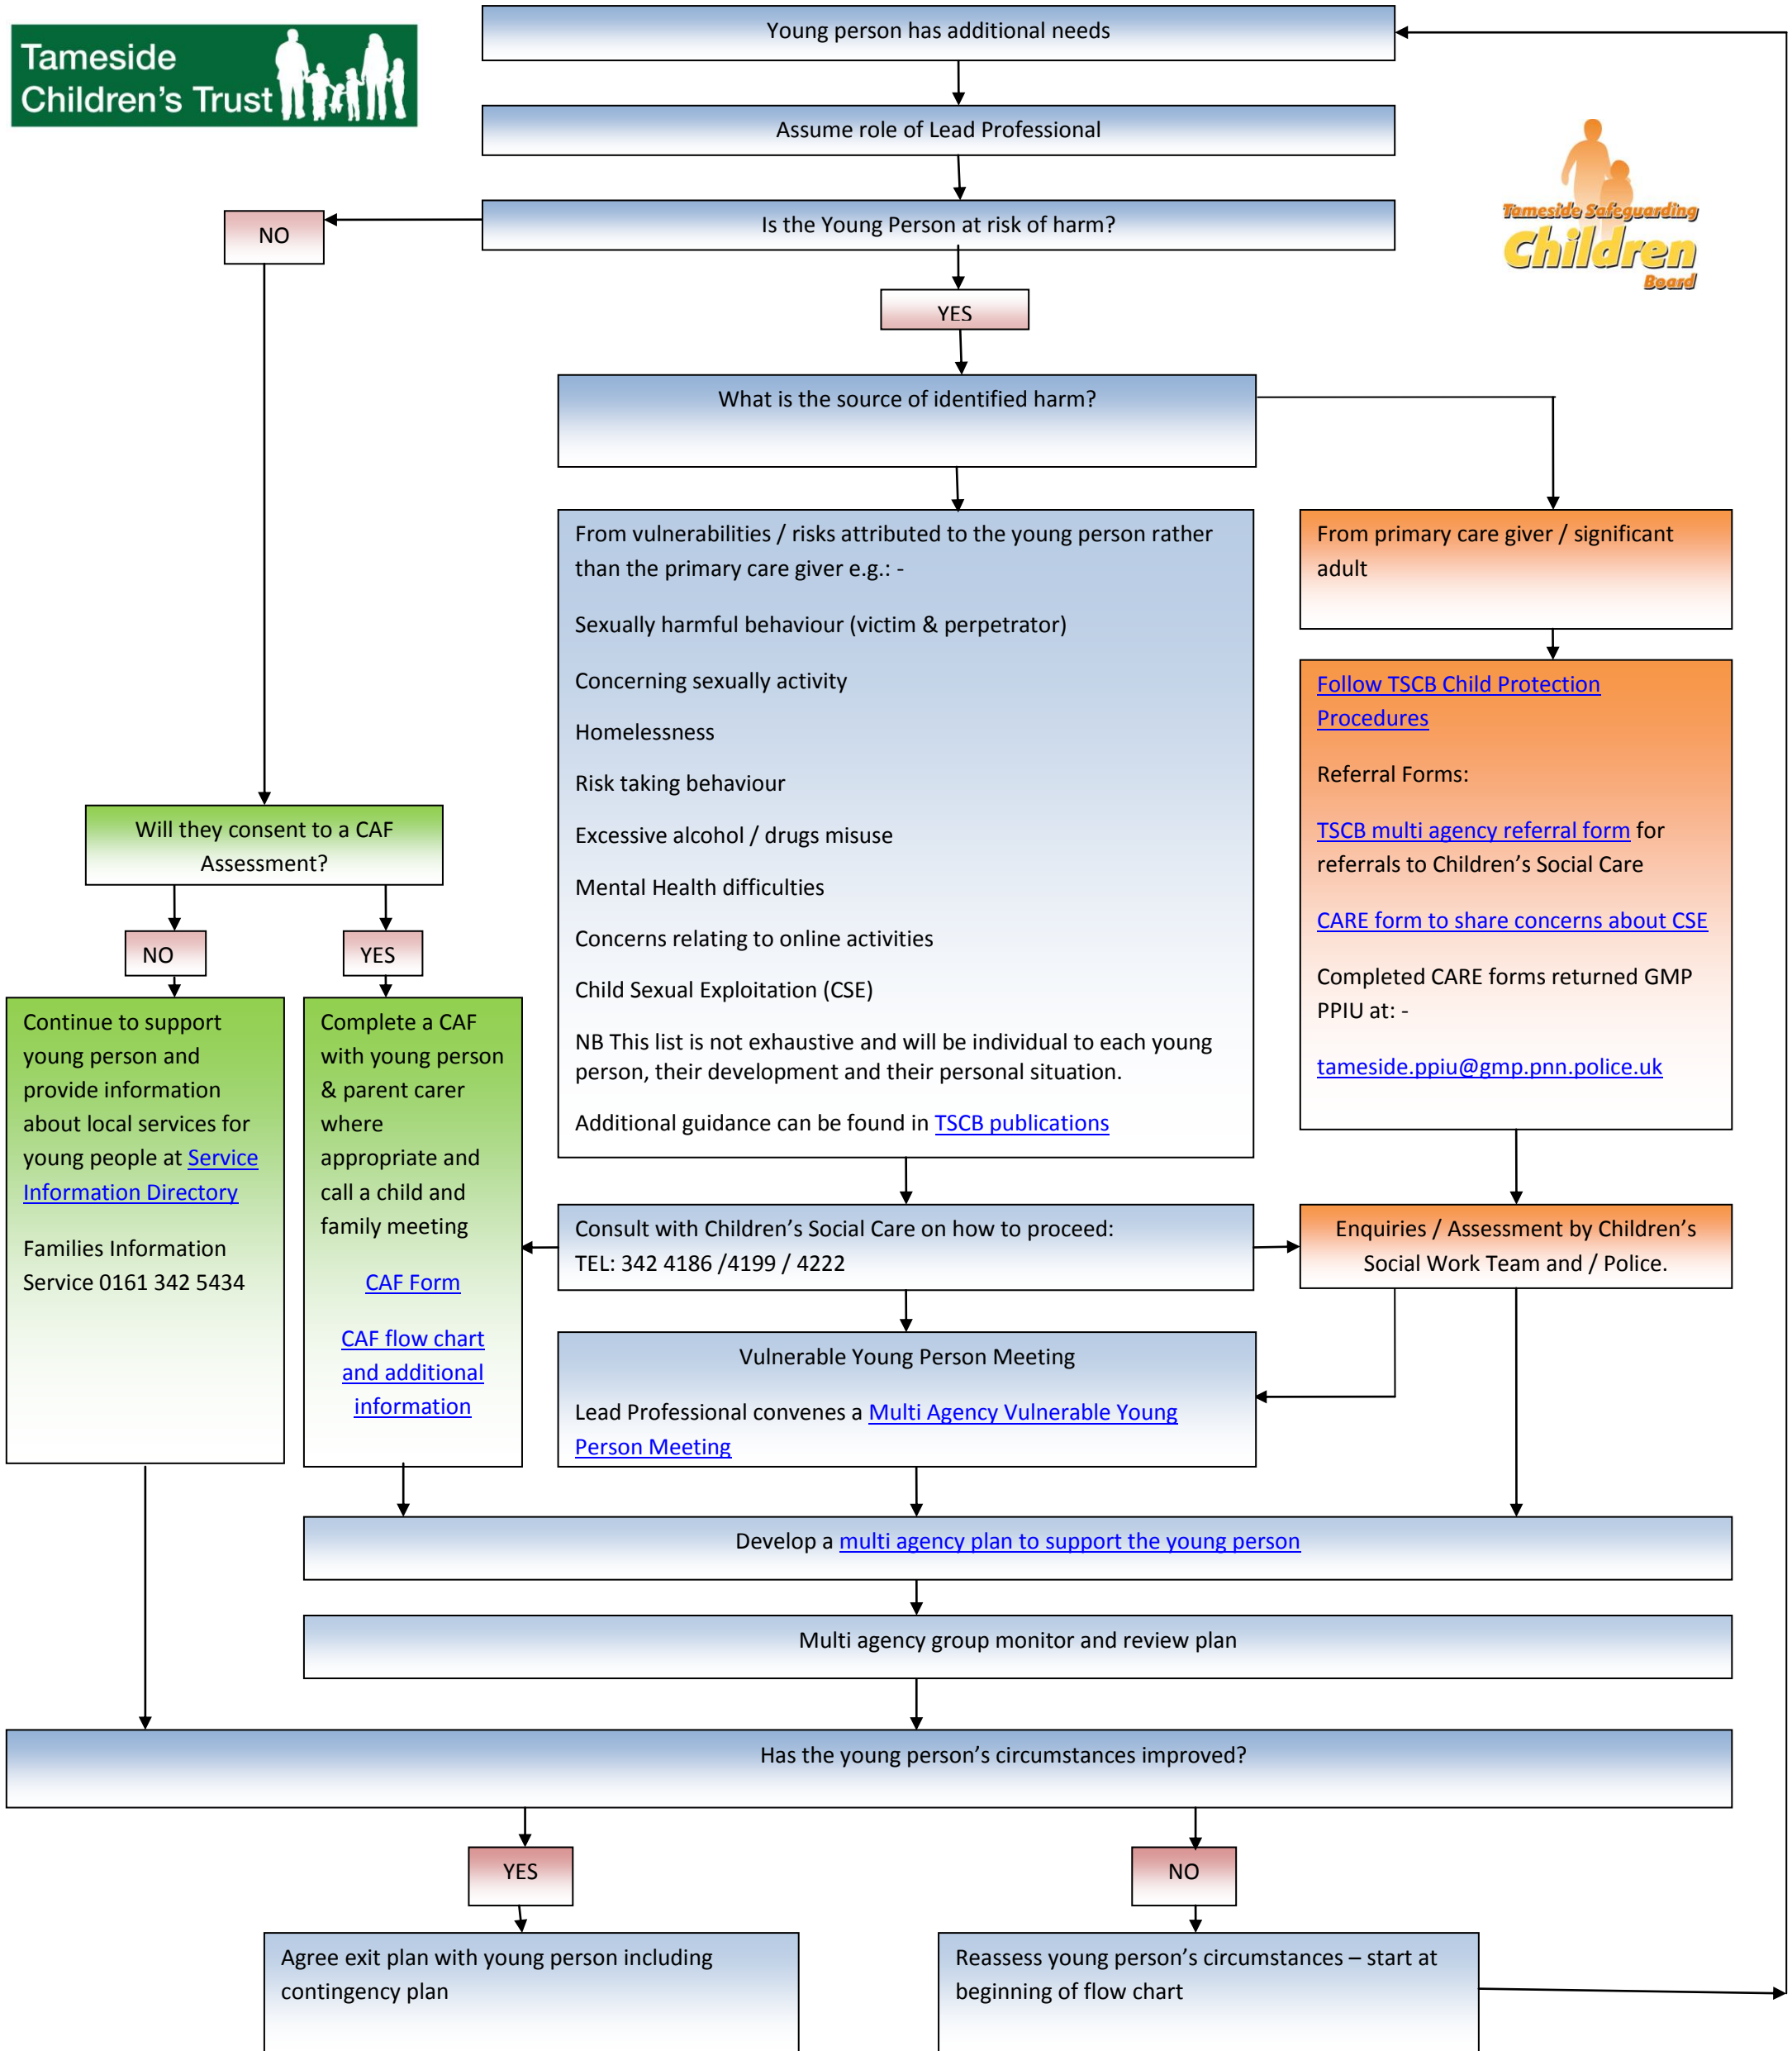 Tameside
Children's Trust
Young person has additional needs
Assume role of Lead Professional
Tameside Safeguarding
Children
Board
Is the Young Person at risk of harm?
NO
YES
What is the source of identified harm?
From vulnerabilities / risks attributed to the young person rather
than the primary care giver e.g.: -
Sexually harmful behaviour (victim & perpetrator)
Concerning sexually activity
Homelessness
Risk taking behaviour
Excessive alcohol / drugs misuse
Mental Health difficulties
Concerns relating to online activities
Child Sexual Exploitation (CSE)
NB This list is not exhaustive and will be individual to each young
person, their development and their personal situation.
Additional guidance can be found in TSCB publications
From primary care giver / significant
adult
Follow TSCB Child Protection
Procedures
Referral Forms:
TSCB multi agency referral form for
referrals to Children's Social Care
CARE form to share concerns about CSE
Completed CARE forms returned GMP
PPIU at: -
tameside.ppiu@gmp.pnn.police.uk
Will they consent to a CAF
Assessment?
NO
YES
Continue to support
young person and
provide information
about local services for
young people at Service
Information Directory
Families Information
Service 0161 342 5434
Complete a CAF
with young person
& parent carer
where
appropriate and
call a child and
family meeting
CAF Form
CAF flow chart
and additional
information
Consult with Children's Social Care on how to proceed:
TEL: 342 4186 /4199 / 4222
Enquiries / Assessment by Children's
Social Work Team and / Police.
Vulnerable Young Person Meeting
Lead Professional convenes a Multi Agency Vulnerable Young
Person Meeting
Develop a multi agency plan to support the young person
Multi agency group monitor and review plan
Has the young person's circumstances improved?
YES
NO
Agree exit plan with young person including
contingency plan
Reassess young person's circumstances – start at
beginning of flow chart